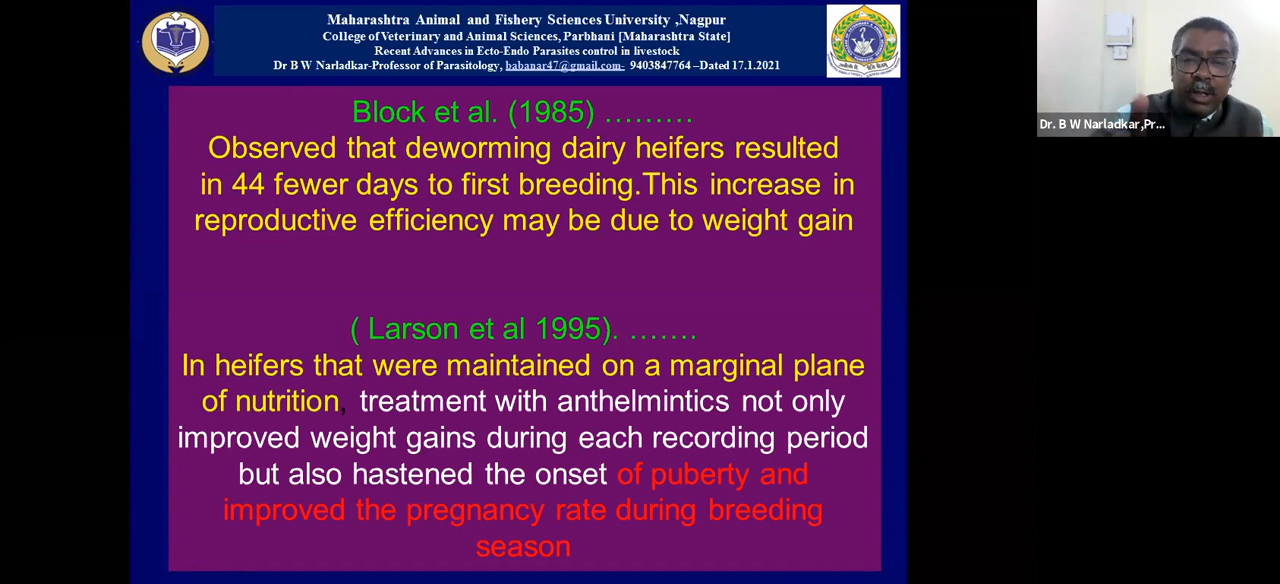 Maharashtra Animal and Fishery Sciences University ,Nagpur
College of Veterinary and Animal Sciences, Parbhani [Maharashtra State]
Recent Advances in Ecto-Endo Parasites control in livestock
Dr B W Narladkar-Professor of Parasitology, babanar47@gmail.com- 9403847764 –Dated 17.1.2021
Dr. B W Narladkar,Pr...
Block et al. (1985) .........
Observed that deworming dairy heifers resulted
in 44 fewer days to first breeding.This increase in
reproductive efficiency may be due to weight gain
( Larson et al 1995). .......
In heifers that were maintained on a marginal plane
of nutrition, treatment with anthelmintics not only
improved weight gains during each recording period
but also hastened the onset of puberty and
improved the pregnancy rate during breeding
season